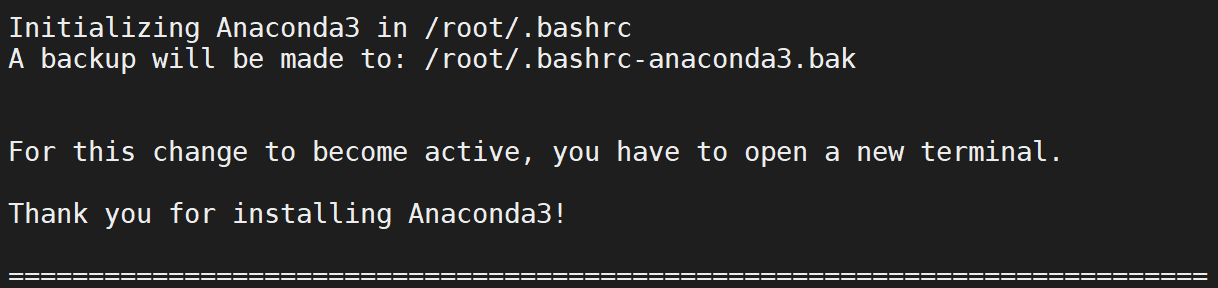 Initializing Anaconda3 in /root/.bashrc
A backup will be made to: /root/.bashrc-anaconda3.bak
For this change to become active, you have to open a new terminal.
Thank you for installing Anaconda3!
===========================================================================